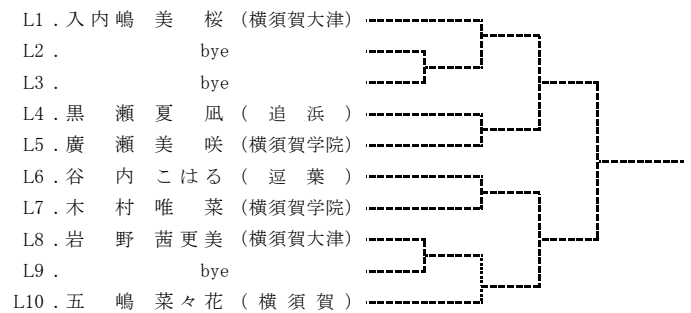 L1．入内嶋 美 桜（横須賀大津）
L2． bye
L3． bye
L4．黒 瀬 夏 凪（ 追 浜 ）
L5．廣 瀬 美 咲（横須賀学院）
L6．谷 内 こはる（ 逗 葉 ）
L7．木 村 唯 菜（横須賀学院）
L8．岩 野 茜更美（横須賀大津）
L9． bye
L10．五 嶋 菜々花（ 横 須 賀 ）